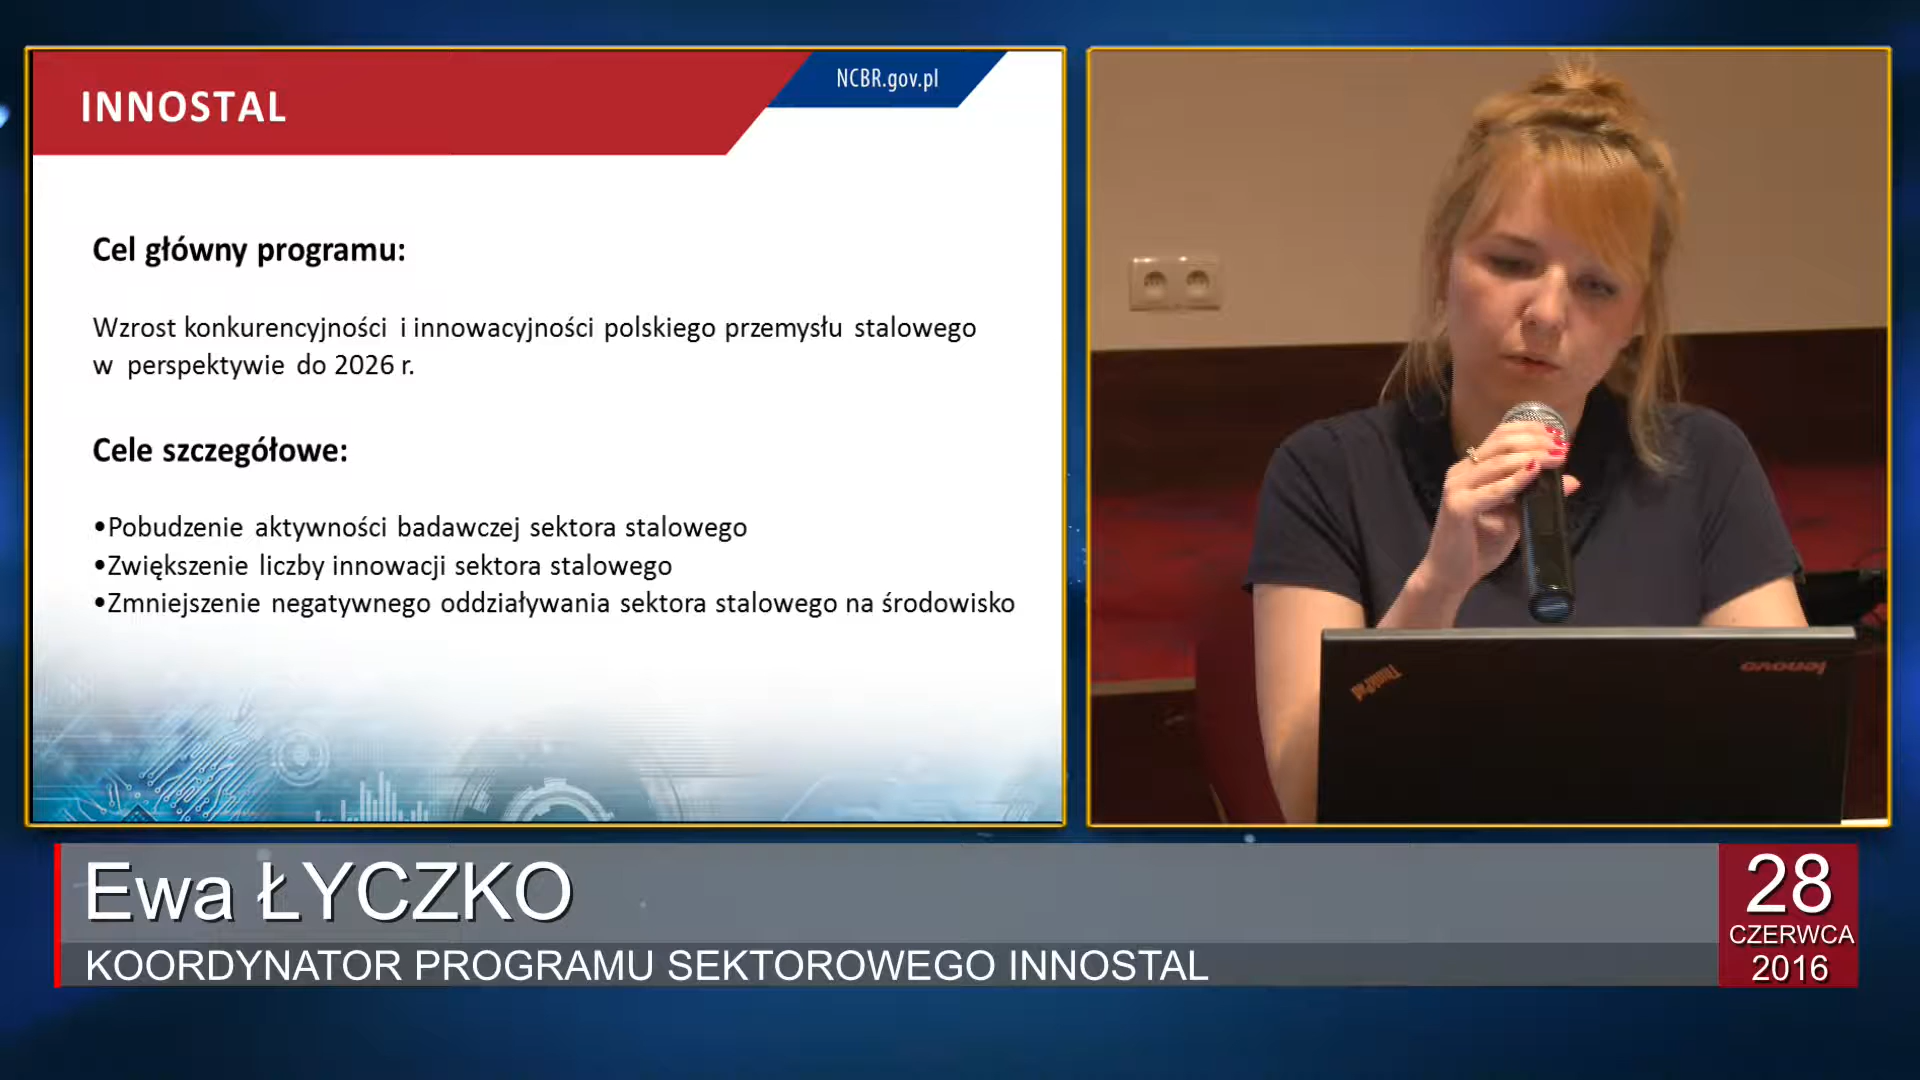 INNOSTAL
NCBR.gov.pl
Cel główny programu:
Wzrost konkurencyjności i innowacyjności polskiego przemysłu stalowego
w perspektywie do 2026 r.
Cele szczegółowe:
•Pobudzenie aktywności badawczej sektora stalowego
•Zwiększenie liczby innowacji sektora stalowego
•Zmniejszenie negatywnego oddziaływania sektora stalowego na środowisko
ThinkPad
lenovo
Ewa ŁYCZKO
KOORDYNATOR PROGRAMU SEKTOROWEGO INNOSTAL
28
CZERWCA
2016